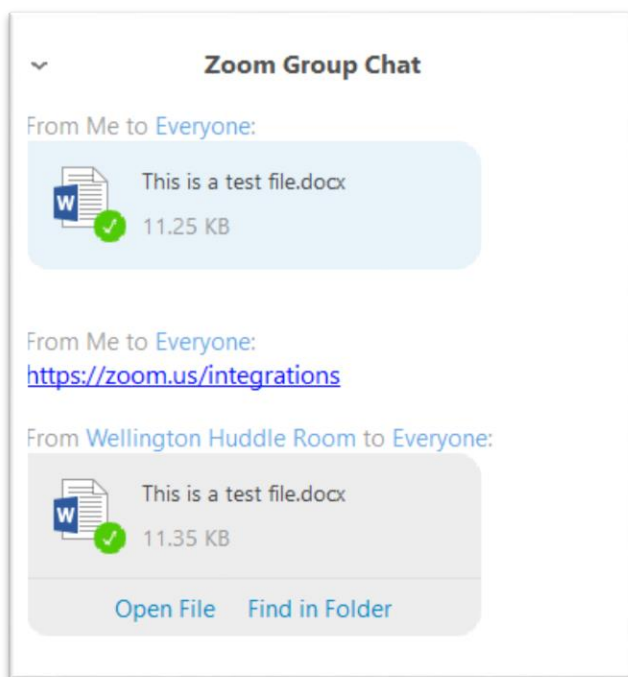 Zoom Group Chat
From Me to Everyone:
This is a test file.docx
W
11.25 KB
From Me to Everyone:
https://zoom.us/integrations
From Wellington Huddle Room to Everyone:
This is a test file.docx
W
11.35 KB
Open File Find in Folder